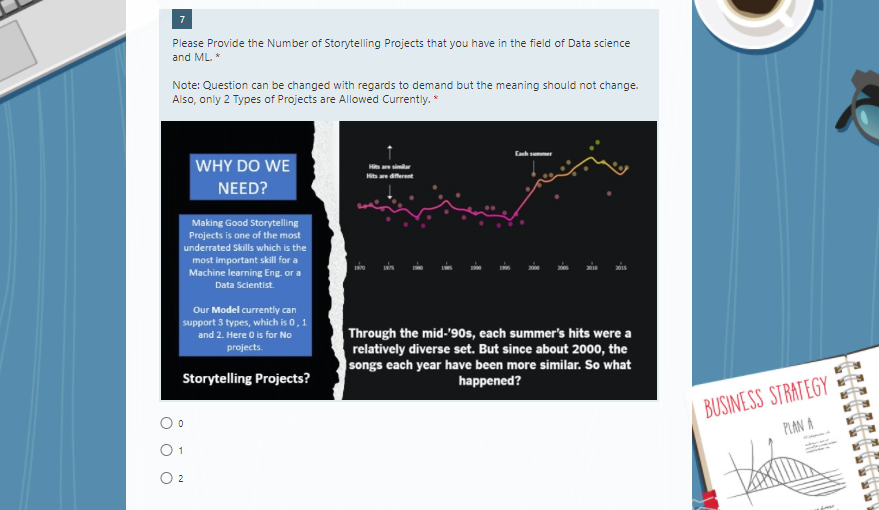 7
Please Provide the Number of Storytelling Projects that you have in the field of Data science
and ML. *
Note: Question can be changed with regards to demand but the meaning should not change.
Also, only 2 Types of Projects are Allowed Currently. *
WHY DO WE
NEED?
Making Good Storytelling
Projects is one of the most
underrated Skills which is the
most important skill for a
Machine learning Eng. or a
Data Scientist.
Our Model currently can
support 3 types, which is 0 , 1
and 2. Here 0 is for No
projects.
Storytelling Projects?
Hits are similar
Hits are different
Each summer
1970 1975 1980 1985 1990 1995 2000 2005 2010 2015
Through the mid-'90s, each summer's hits were a
relatively diverse set. But since about 2000, the
songs each year have been more similar. So what
happened?
0
1
2
BUSINESS STRATEGY
PLAN A